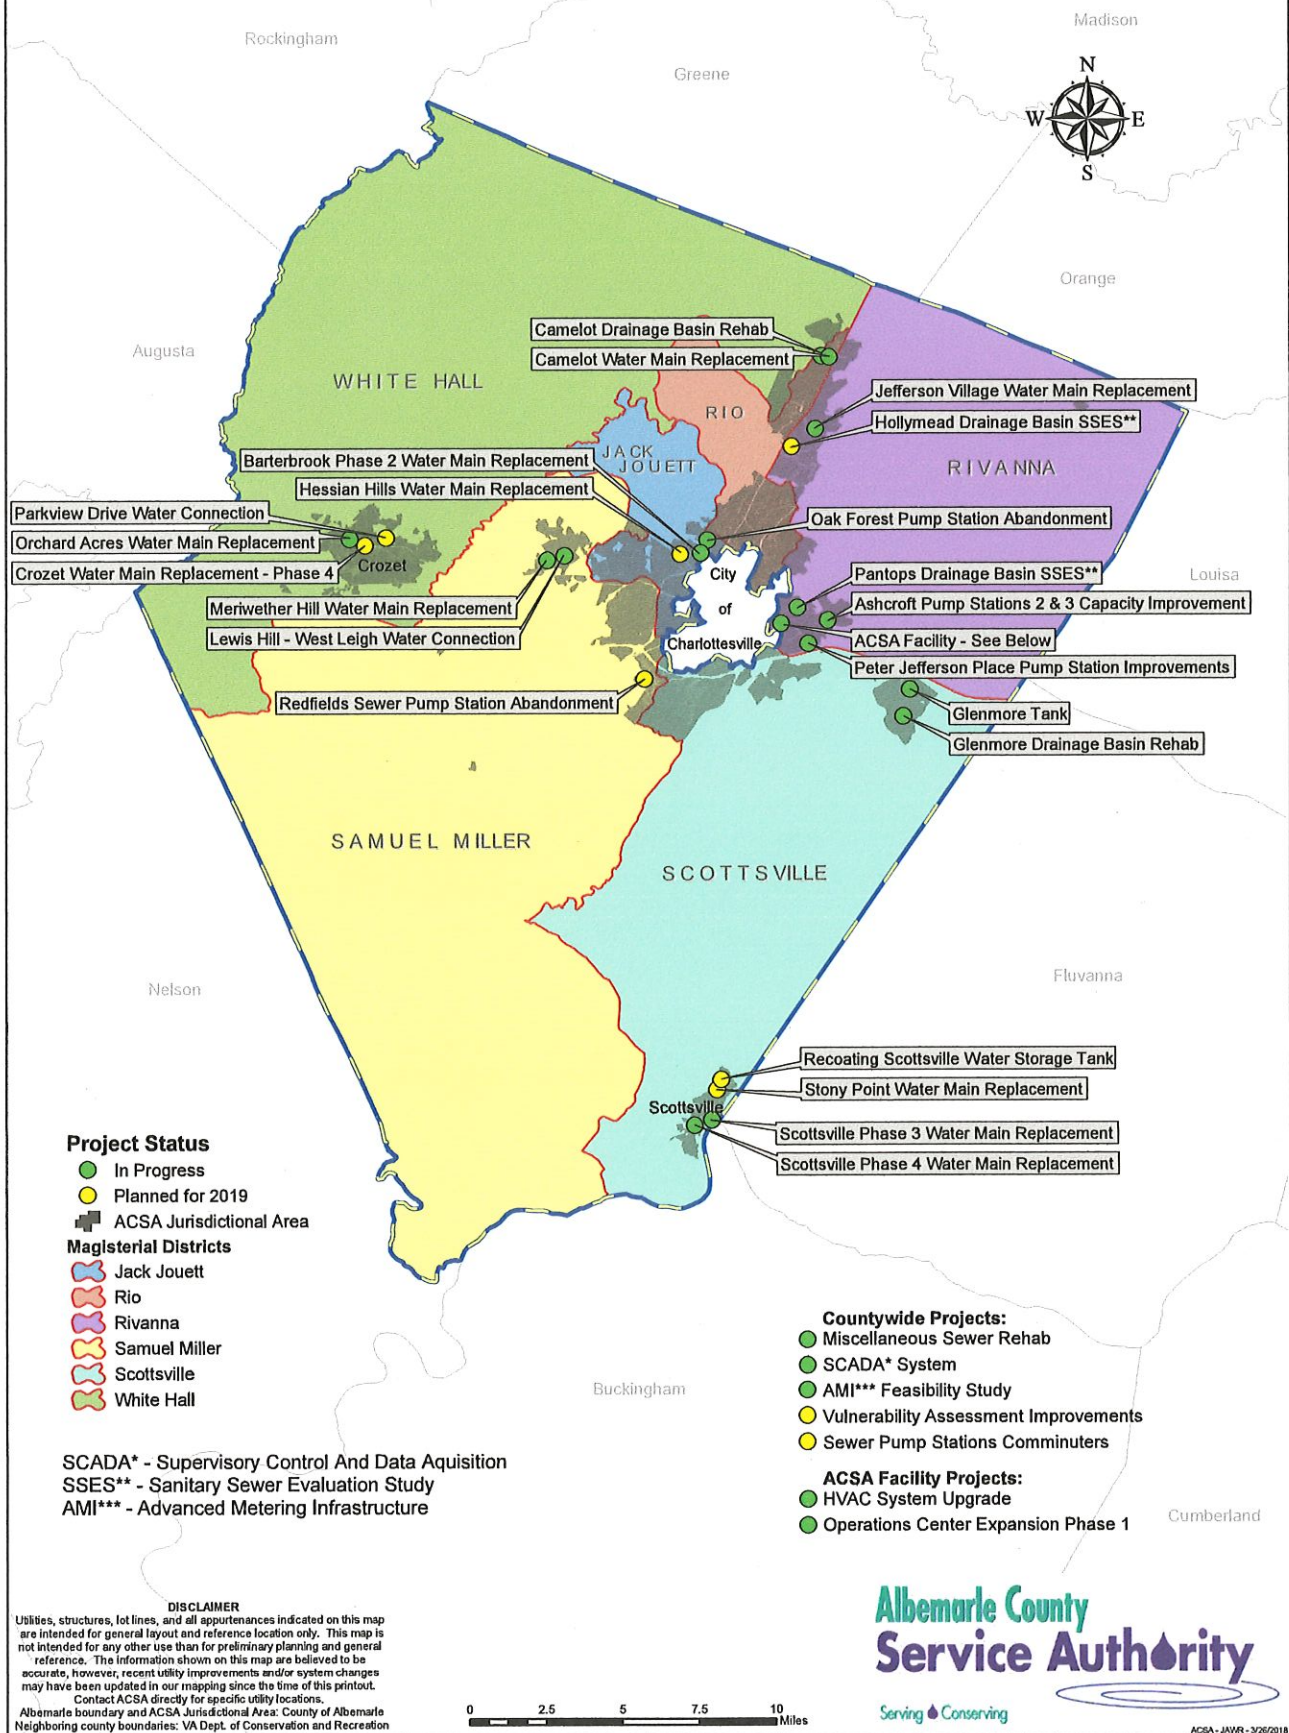 Madison
Rockingham
Greene
N
W
E
S
Orange
Augusta
Camelot Drainage Basin Rehab
Camelot Water Main Replacement
WHITE HALL
Jefferson Village Water Main Replacement
RIO
Hollymead Drainage Basin SSES**
JACK
JOUETT
Barterbrook Phase 2 Water Main Replacement
RIVANNA
Hessian Hills Water Main Replacement
Parkview Drive Water Connection
Oak Forest Pump Station Abandonment
Orchard Acres Water Main Replacement
Crozet Water Main Replacement - Phase 4
Crozet
City
of
Charlottesville
Pantops Drainage Basin SSES**
Louisa
Meriwether Hill Water Main Replacement
Ashcroft Pump Stations 2 & 3 Capacity Improvement
Lewis Hill - West Leigh Water Connection
ACSA Facility - See Below
Peter Jefferson Place Pump Station Improvements
Redfields Sewer Pump Station Abandonment
Glenmore Tank
Glenmore Drainage Basin Rehab
SAMUEL MILLER
SCOTTSVILLE
Nelson
Fluvanna
Recoating Scottsville Water Storage Tank
Stony Point Water Main Replacement
Scottsville
Scottsville Phase 3 Water Main Replacement
Scottsville Phase 4 Water Main Replacement
Project Status
In Progress
Planned for 2019
ACSA Jurisdictional Area
Magisterial Districts
Jack Jouett
Rio
Rivanna
Samuel Miller
Scottsville
White Hall
Buckingham
Countywide Projects:
Miscellaneous Sewer Rehab
SCADA* System
AMI*** Feasibility Study
Vulnerability Assessment Improvements
Sewer Pump Stations Comminuters
ACSA Facility Projects:
HVAC System Upgrade
Operations Center Expansion Phase 1
Cumberland
SCADA* - Supervisory Control And Data Aquisition
SSES** - Sanitary Sewer Evaluation Study
AMI*** - Advanced Metering Infrastructure
DISCLAIMER
Utilities, structures, lot lines, and all appurtenances indicated on this map
are intended for general layout and reference location only. This map is
not intended for any other use than for preliminary planning and general
reference. The information shown on this map are believed to be
accurate, however, recent utility improvements and/or system changes
may have been updated in our mapping since the time of this printout.
Contact ACSA directly for specific utility locations.
Albemarle boundary and ACSA Jurisdictional Area: County of Albemarle
Neighboring county boundaries: VA Dept. of Conservation and Recreation
0 2.5 5 7.5 10
Miles
Albemarle County
Service Authority
Serving Conserving
ACSA - JAWR - 3/26/2018